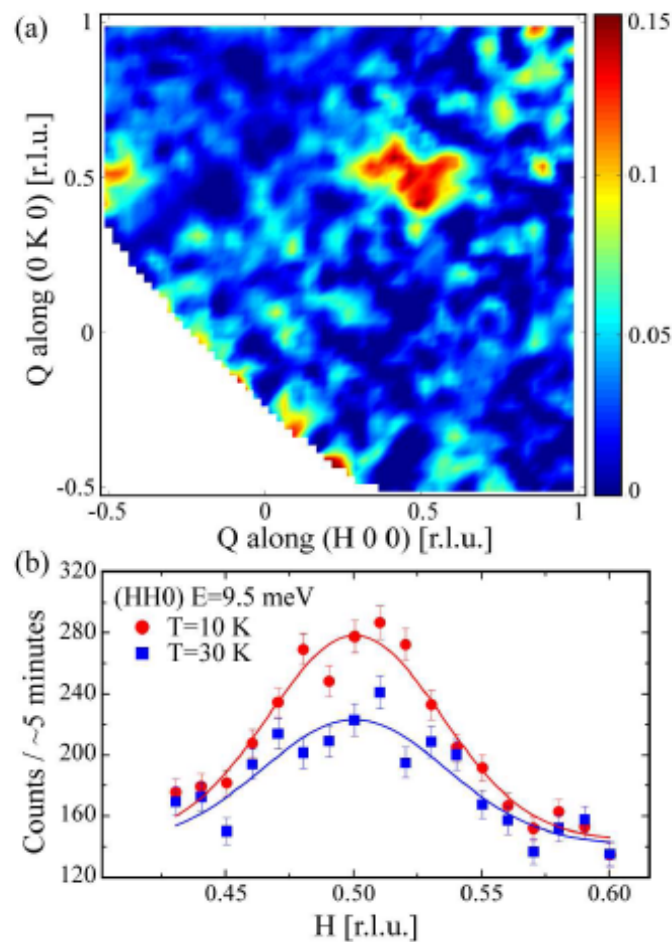 (a)
1
0.5
0
-0.5
Q along (0 K 0) [r.l.u.]
-0.5 0 0.5 1
Q along (H 0 0) [r.l.u.]
0.15
0.1
0.05
0
(b)
320
280
240
200
160
120
Counts / ~5 minutes
(HH0) E=9.5 meV
T=10 K
T=30 K
0.45 0.50 0.55 0.60
H [r.l.u.]